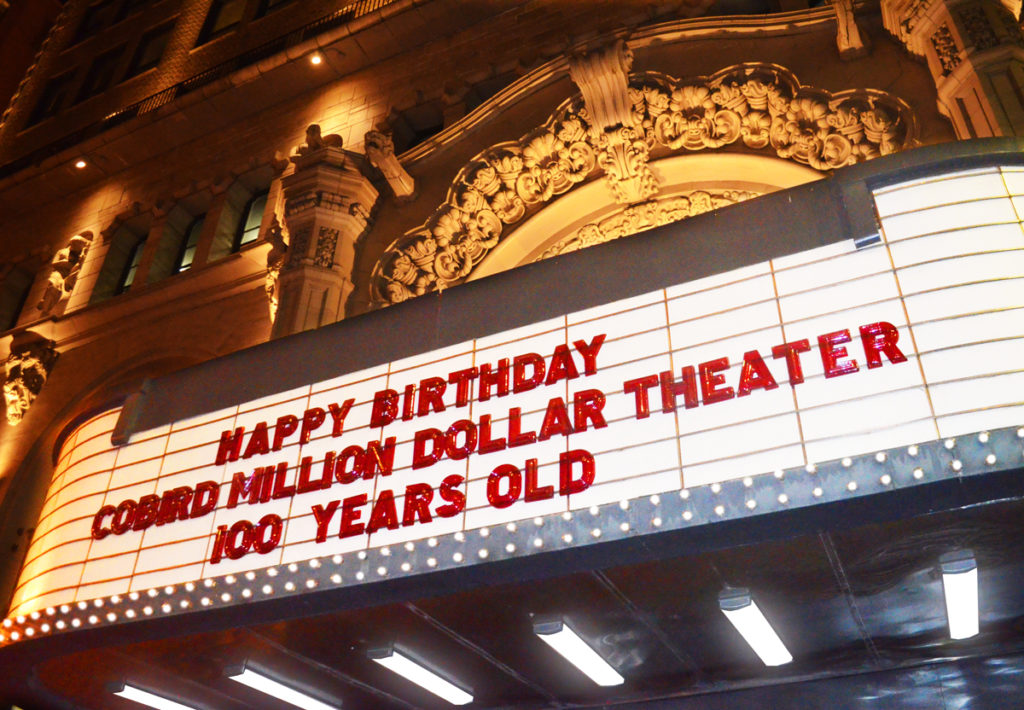 HAPPY BIRTHDAY
COBIRD MILLION DOLLAR THEATER
100 YEARS OLD